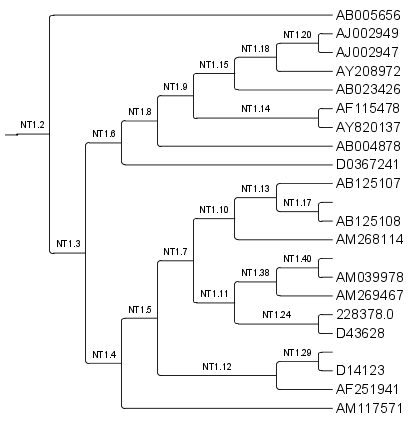 AB005656
AJ002949
NT1.20
AJ002947
NT1.18
AY208972
NT1.15
AB023426
NT1.9
AF115478
NT1.14
AY820137
NT1.8
AB004878
NT1.6
D0367241
NT1.2
AB125107
NT1.13
NT1.17
AB125108
NT1.10
AM268114
NT1.3
NT1.7
NT1.40
AM039978
NT1.38
AM269467
NT1.11
228378.0
NT1.24
D43628
NT1.5
NT1.29
D14123
NT1.12
AF251941
NT1.4
AM117571